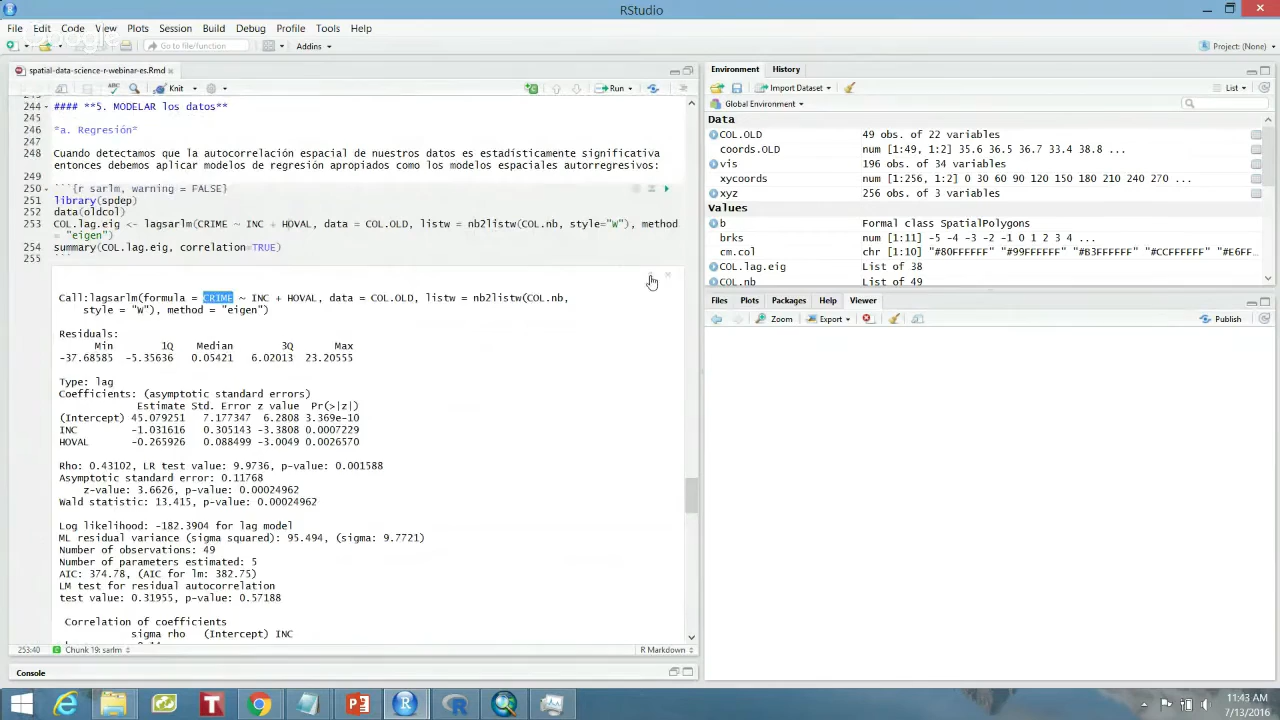 RStudio
File Edit Code View Plots Session Build Debug Profile Tools Help
Go to file/function Addins Project: (None)
spatial-data-science-r-webinar-es.Rmd
Knit Run
244 #### **5. MODELAR los datos**
245
246 *a. Regresión*
247
248 Cuando detectamos que la autocorrelación espacial de nuestros datos es estadísticamente significativa
entonces debemos aplicar modelos de regresión apropiados como los modelos espaciales autorregresivos:
249
250 ```{r sarlm, warning = FALSE}
251 library(spdep)
252 data(oldcol)
253 COL.lag.eig <- lagsarlm(CRIME ~ INC + HOVAL, data = COL.OLD, listw = nb2listw(COL.nb, style="W"), method
= "eigen")
254 summary(COL.lag.eig, correlation=TRUE)
255 ```
Call:lagsarlm(formula = CRIME ~ INC + HOVAL, data = COL.OLD, listw = nb2listw(COL.nb,
style = "W"), method = "eigen")
Residuals:
Min 1Q Median 3Q Max
-37.68585 -5.35636 0.05421 6.02013 23.20555
Type: lag
Coefficients: (asymptotic standard errors)
Estimate Std. Error z value Pr(>|z|)
(Intercept) 45.079251 7.177347 6.2808 3.369e-10
INC -1.031616 0.305143 -3.3808 0.0007229
HOVAL -0.265926 0.088499 -3.0049 0.0026570
Rho: 0.43102, LR test value: 9.9736, p-value: 0.001588
Asymptotic standard error: 0.11768
z-value: 3.6626, p-value: 0.00024962
Wald statistic: 13.415, p-value: 0.00024962
Log likelihood: -182.3904 for lag model
ML residual variance (sigma squared): 95.494, (sigma: 9.7721)
Number of observations: 49
Number of parameters estimated: 5
AIC: 374.78, (AIC for lm: 382.75)
LM test for residual autocorrelation
test value: 0.31955, p-value: 0.57188
Correlation of coefficients
sigma rho (Intercept) INC
253:40 Chunk 19: sarlm R Markdown
Console
Environment History
Import Dataset List
Global Environment
Data
COL.OLD 49 obs. of 22 variables
coords.OLD num [1:49, 1:2] 35.6 36.5 36.7 33.4 38.8 ...
vis 196 obs. of 34 variables
xycoords num [1:256, 1:2] 0 30 60 90 120 150 180 210 240 270 ...
xyz 256 obs. of 3 variables
Values
b Formal class SpatialPolygons
brks num [1:11] -5 -4 -3 -2 -1 0 1 2 3 4 ...
cm.col chr [1:10] "#80FFFFFF" "#99FFFFFF" "#B3FFFFFF" "#CCFFFFFF" "#E6FF…
COL.lag.eig List of 38
COL.nb List of 49
Files Plots Packages Help Viewer
Zoom Export Publish
11:43 AM
7/13/2016